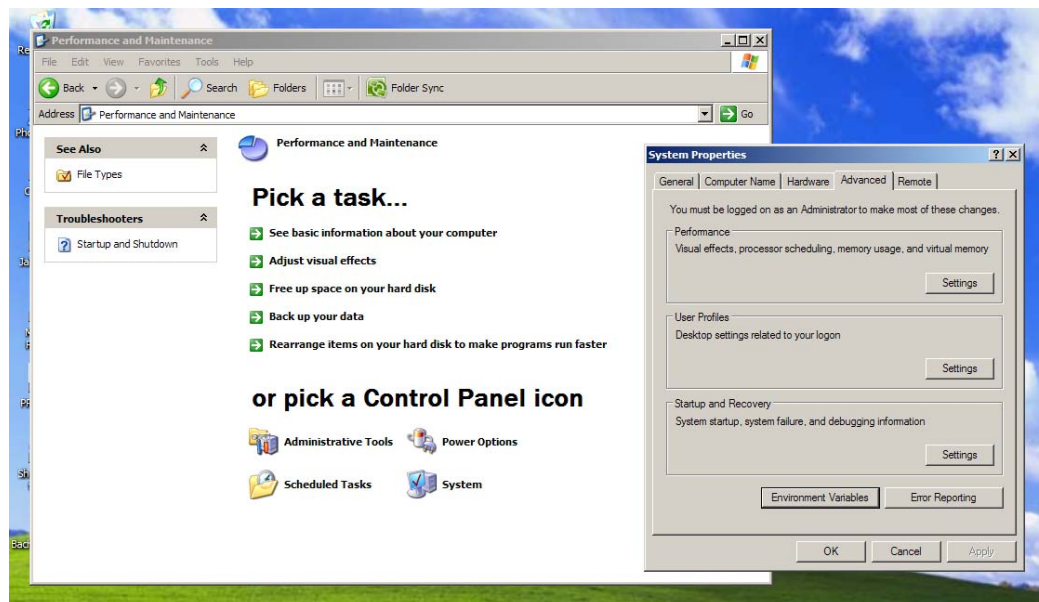 Performance and Maintenance
File Edit View Favorites Tools Help
Back Search Folders Folder Sync
Address Performance and Maintenance Go
See Also
File Types
Troubleshooters
Startup and Shutdown
Performance and Maintenance
Pick a task...
See basic information about your computer
Adjust visual effects
Free up space on your hard disk
Back up your data
Rearrange items on your hard disk to make programs run faster
or pick a Control Panel icon
Administrative Tools Power Options
Scheduled Tasks System
System Properties
General Computer Name Hardware Advanced Remote
You must be logged on as an Administrator to make most of these changes.
Performance
Visual effects, processor scheduling, memory usage, and virtual memory
Settings
User Profiles
Desktop settings related to your logon
Settings
Startup and Recovery
System startup, system failure, and debugging information
Settings
Environment Variables Error Reporting
OK Cancel Apply